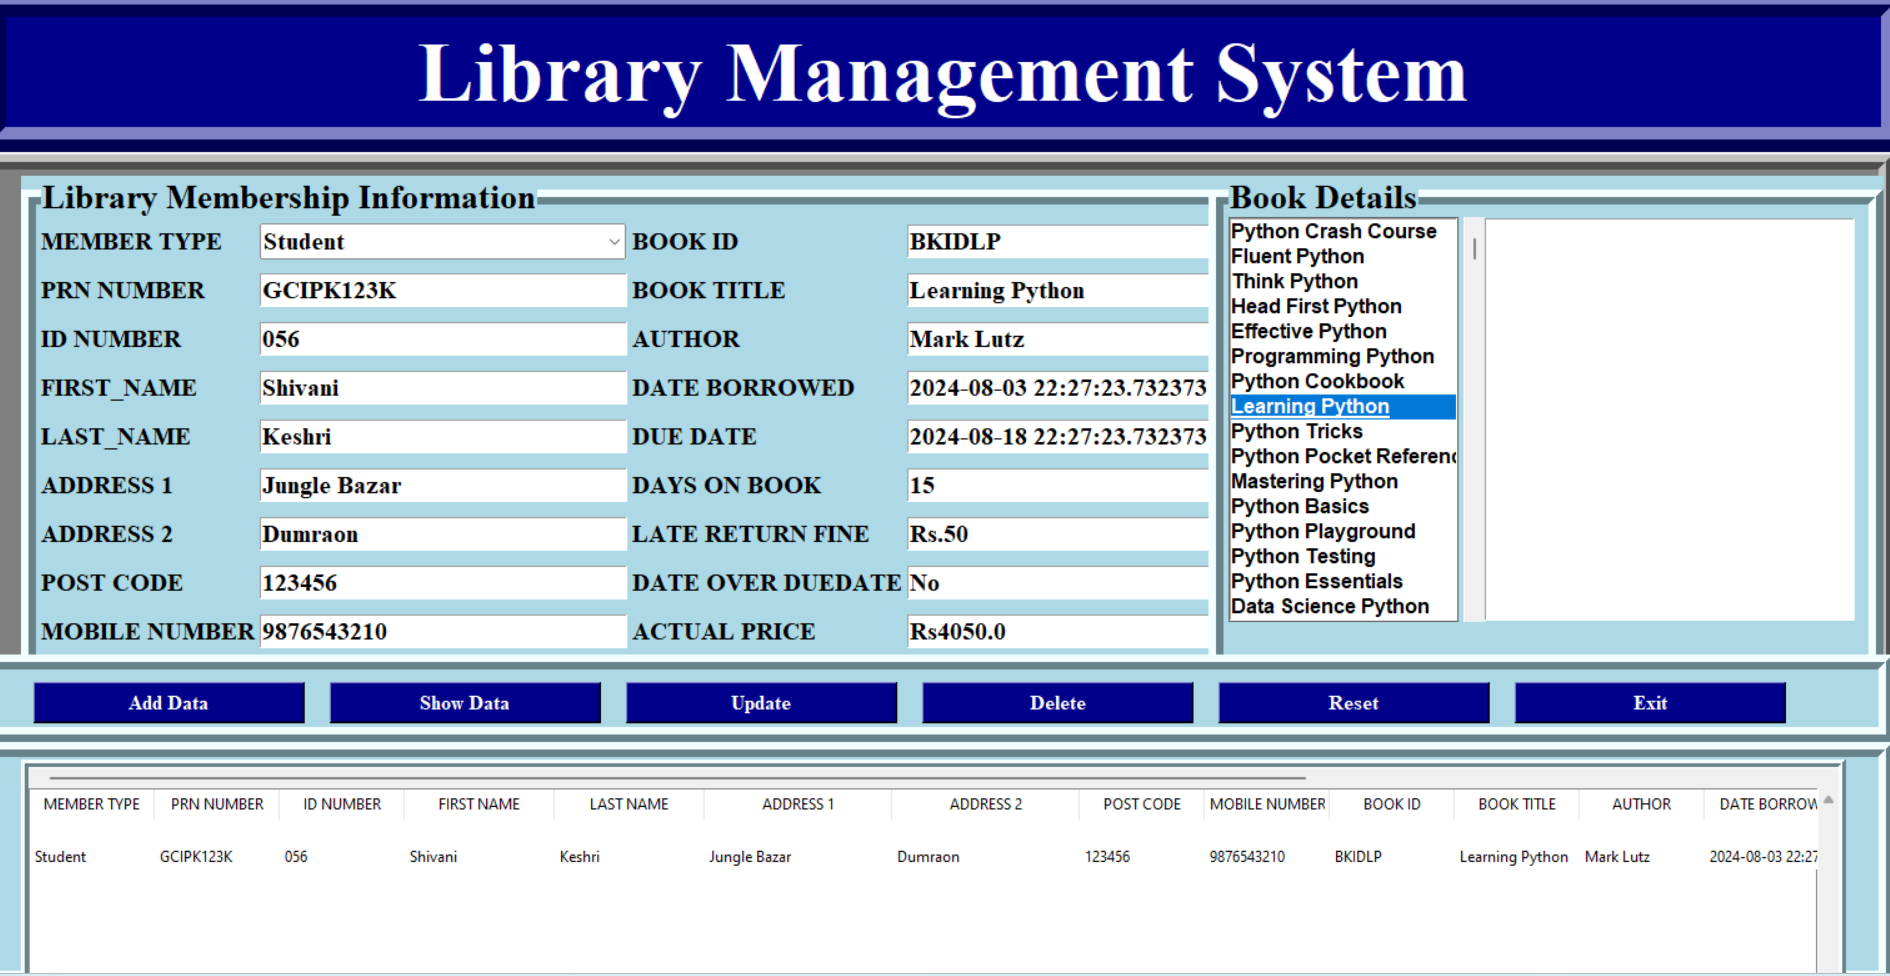 Library Management System
Library Membership Information
MEMBER TYPE Student
PRN NUMBER GCIPK123K
ID NUMBER 056
FIRST_NAME Shivani
LAST_NAME Keshri
ADDRESS 1 Jungle Bazar
ADDRESS 2 Dumraon
POST CODE 123456
MOBILE NUMBER 9876543210
BOOK ID BKIDLP
BOOK TITLE Learning Python
AUTHOR Mark Lutz
DATE BORROWED 2024-08-03 22:27:23.732373
DUE DATE 2024-08-18 22:27:23.732373
DAYS ON BOOK 15
LATE RETURN FINE Rs.50
DATE OVER DUEDATE No
ACTUAL PRICE Rs4050.0
Book Details
Python Crash Course
Fluent Python
Think Python
Head First Python
Effective Python
Programming Python
Python Cookbook
Learning Python
Python Tricks
Python Pocket Referenc
Mastering Python
Python Basics
Python Playground
Python Testing
Python Essentials
Data Science Python
Add Data Show Data Update Delete Reset Exit
MEMBER TYPE PRN NUMBER ID NUMBER FIRST NAME LAST NAME ADDRESS 1 ADDRESS 2 POST CODE MOBILE NUMBER BOOK ID BOOK TITLE AUTHOR DATE BORROW
Student GCIPK123K 056 Shivani Keshri Jungle Bazar Dumraon 123456 9876543210 BKIDLP Learning Python Mark Lutz 2024-08-03 22:27